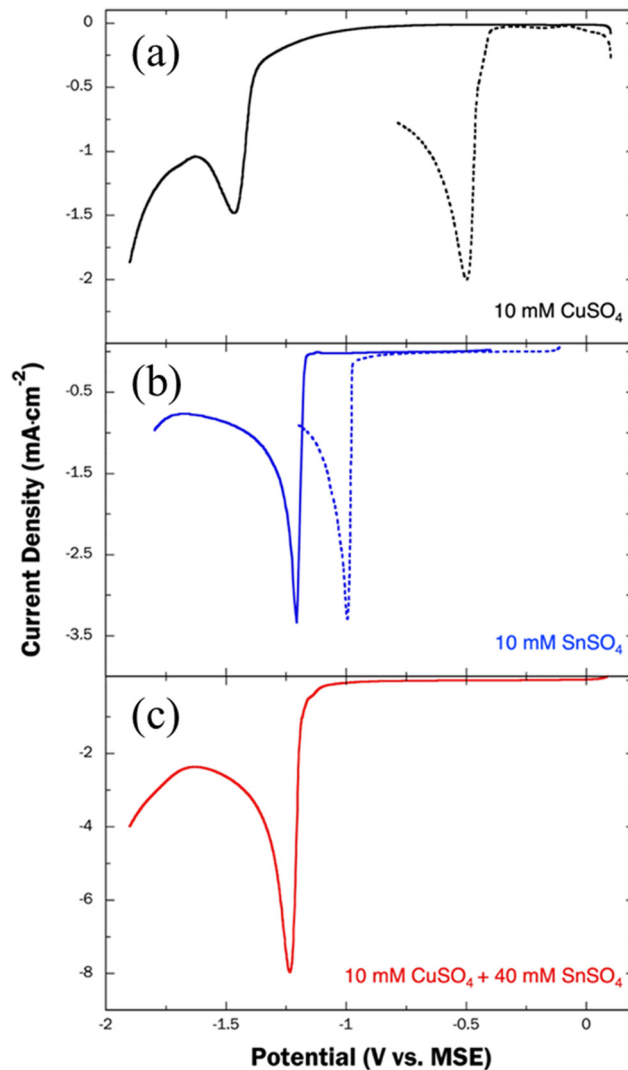 (a)
0
-0.5
-1
-1.5
-2
10 mM CuSO₄
(b)
-0.5
-1.5
-2.5
-3.5
10 mM SnSO₄
(c)
-2
-4
-6
-8
10 mM CuSO₄ + 40 mM SnSO₄
Current Density (mA·cm⁻²)
-2 -1.5 -1 -0.5 0
Potential (V vs. MSE)